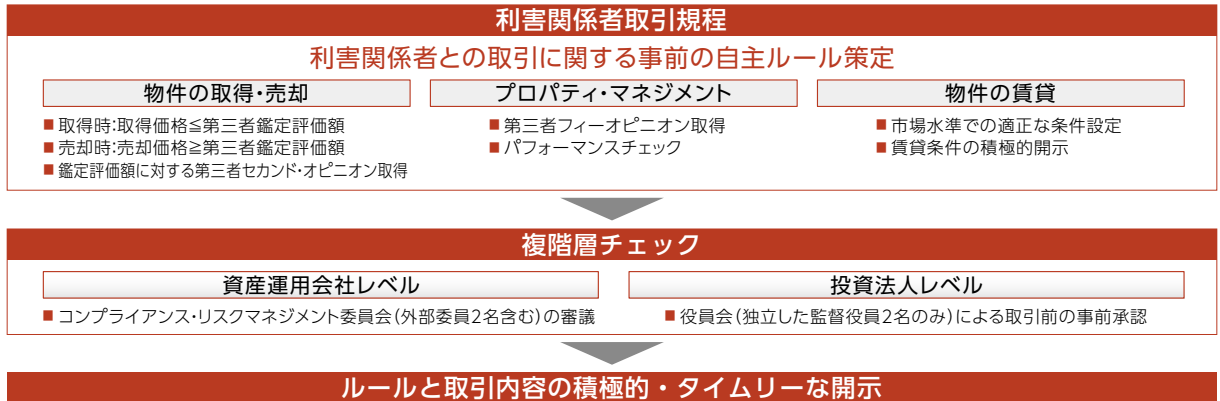 利害関係者取引規程
利害関係者との取引に関する事前の自主ルール策定
物件の取得・売却
■取得時:取得価格≦第三者鑑定評価額
■売却時:売却価格≧第三者鑑定評価額
■鑑定評価額に対する第三者セカンド・オピニオン取得
プロパティ・マネジメント
■第三者フィーオピニオン取得
■パフォーマンスチェック
物件の賃貸
■市場水準での適正な条件設定
■賃貸条件の積極的開示
複階層チェック
資産運用会社レベル
■コンプライアンス・リスクマネジメント委員会(外部委員2名含む)の審議
投資法人レベル
■役員会(独立した監督役員2名のみ)による取引前の事前承認
ルールと取引内容の積極的・タイムリーな開示